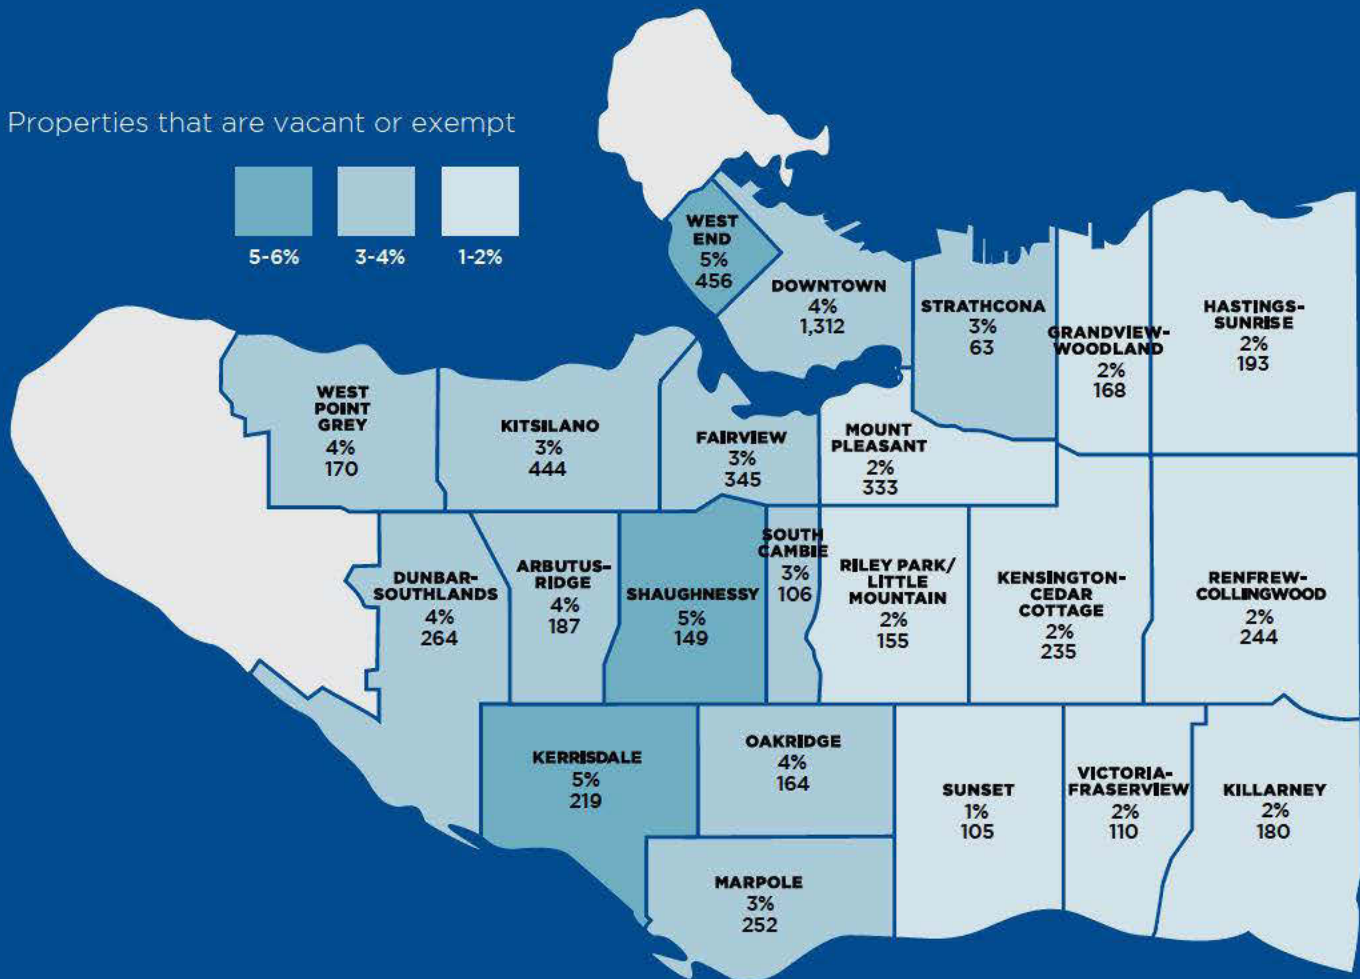 Properties that are vacant or exempt
5-6%
3-4%
1-2%
WEST
END
5%
456
DOWNTOWN
4%
1,312
STRATHCONA
3%
63
GRANDVIEW-
WOODLAND
2%
168
HASTINGS-
SUNRISE
2%
193
WEST
POINT
GREY
4%
170
KITSILANO
3%
444
FAIRVIEW
3%
345
MOUNT
PLEASANT
2%
333
DUNBAR-
SOUTHLANDS
4%
264
ARBUTUS-
RIDGE
4%
187
SHAUGHNESSY
5%
149
SOUTH
CAMBIE
3%
106
RILEY PARK/
LITTLE
MOUNTAIN
2%
155
KENSINGTON-
CEDAR
COTTAGE
2%
235
RENFREW-
COLLINGWOOD
2%
244
KERRISDALE
5%
219
OAKRIDGE
4%
164
SUNSET
1%
105
VICTORIA-
FRASERVIEW
2%
110
KILLARNEY
2%
180
MARPOLE
3%
252